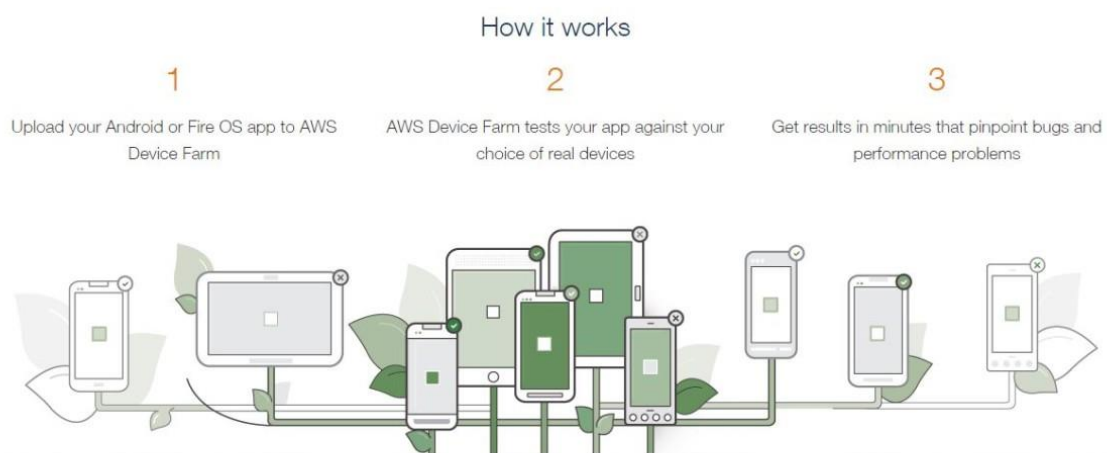 How it works
1
Upload your Android or Fire OS app to AWS
Device Farm
2
AWS Device Farm tests your app against your
choice of real devices
3
Get results in minutes that pinpoint bugs and
performance problems